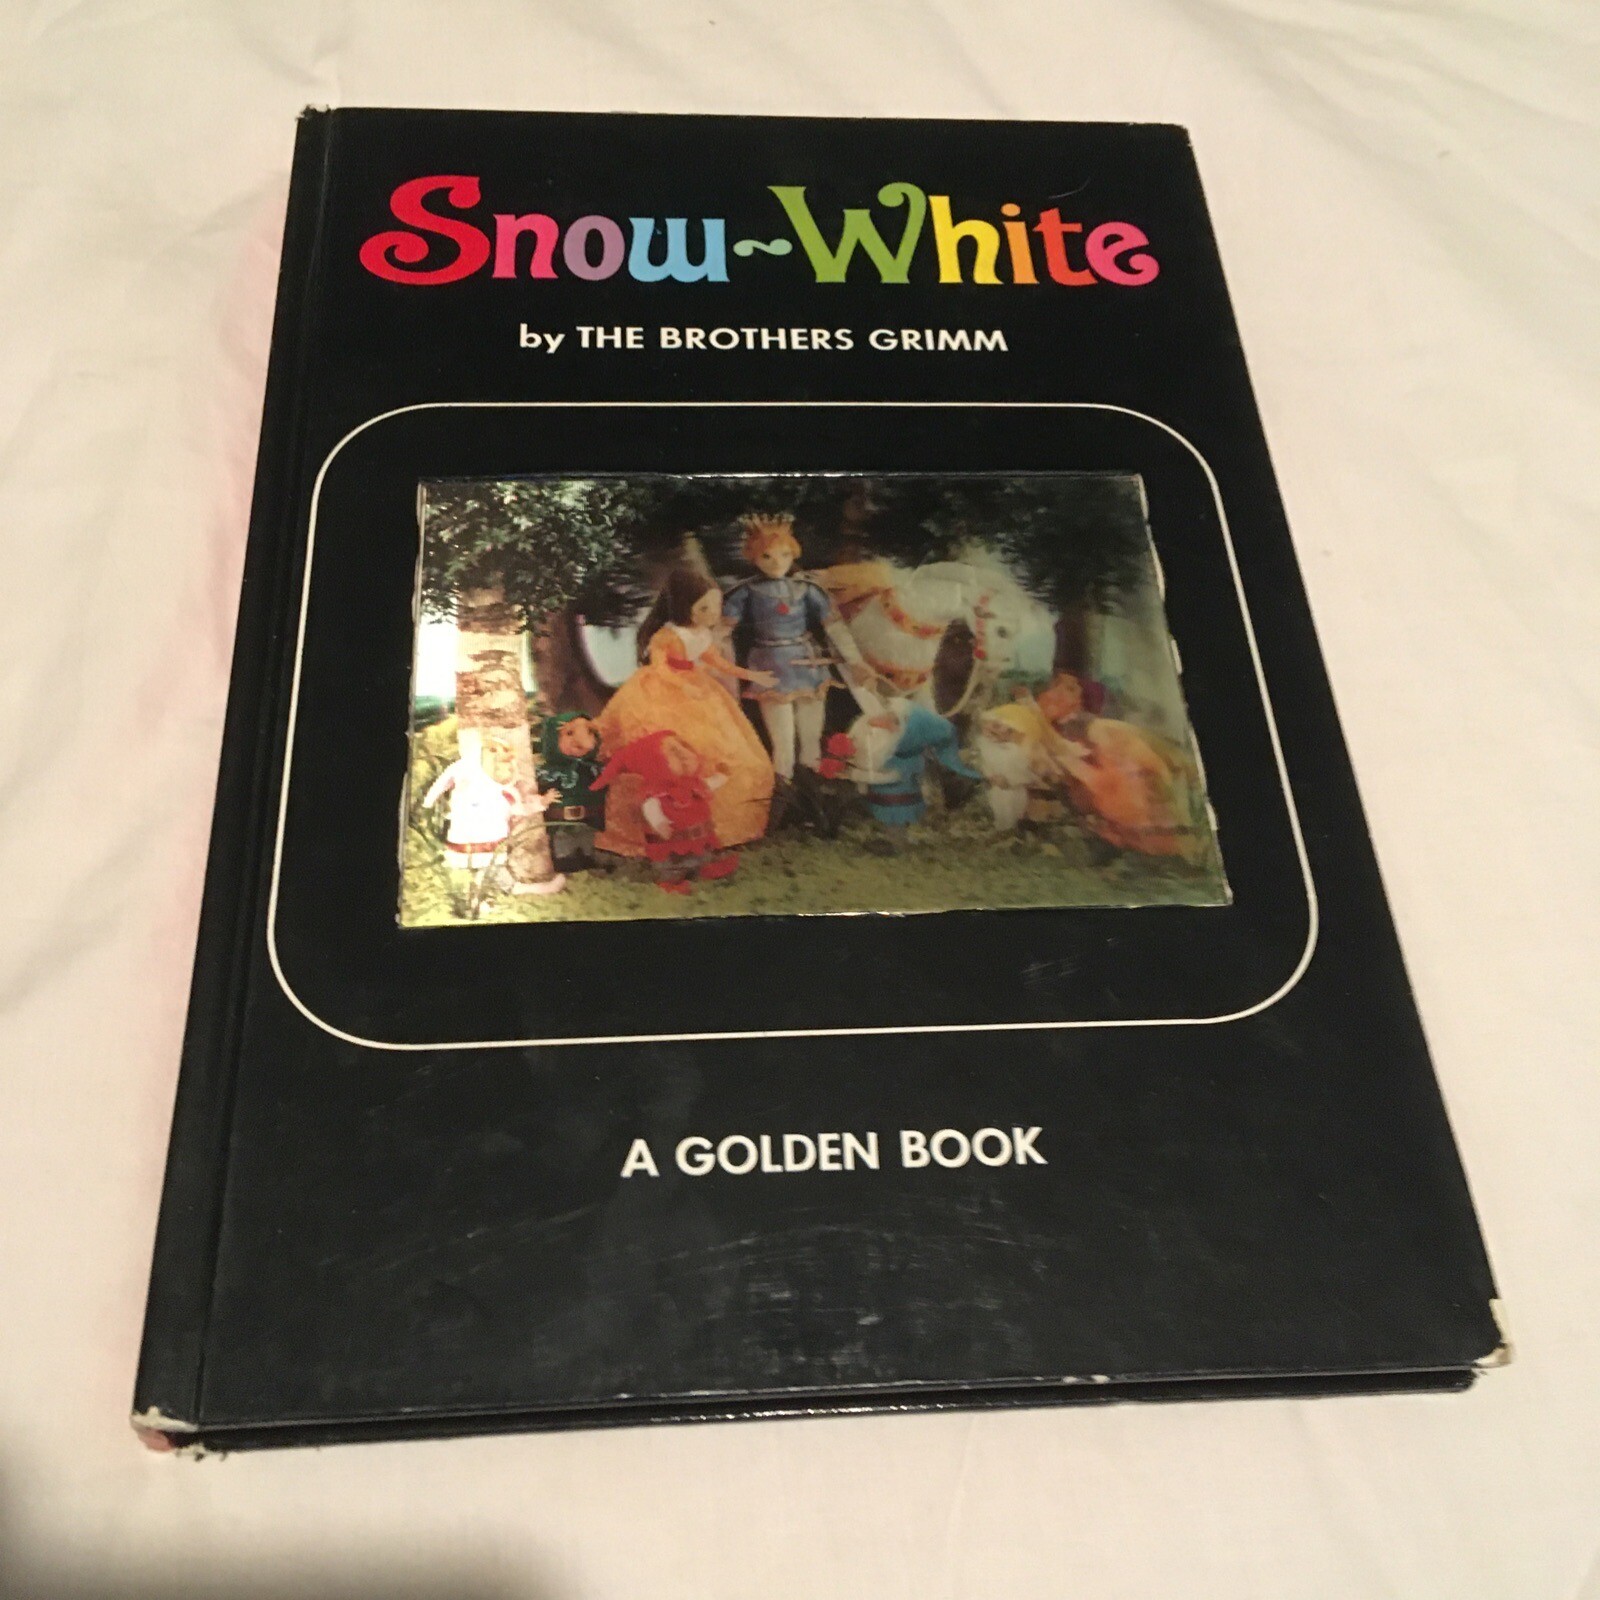 Snow~White
by THE BROTHERS GRIMM
A GOLDEN BOOK